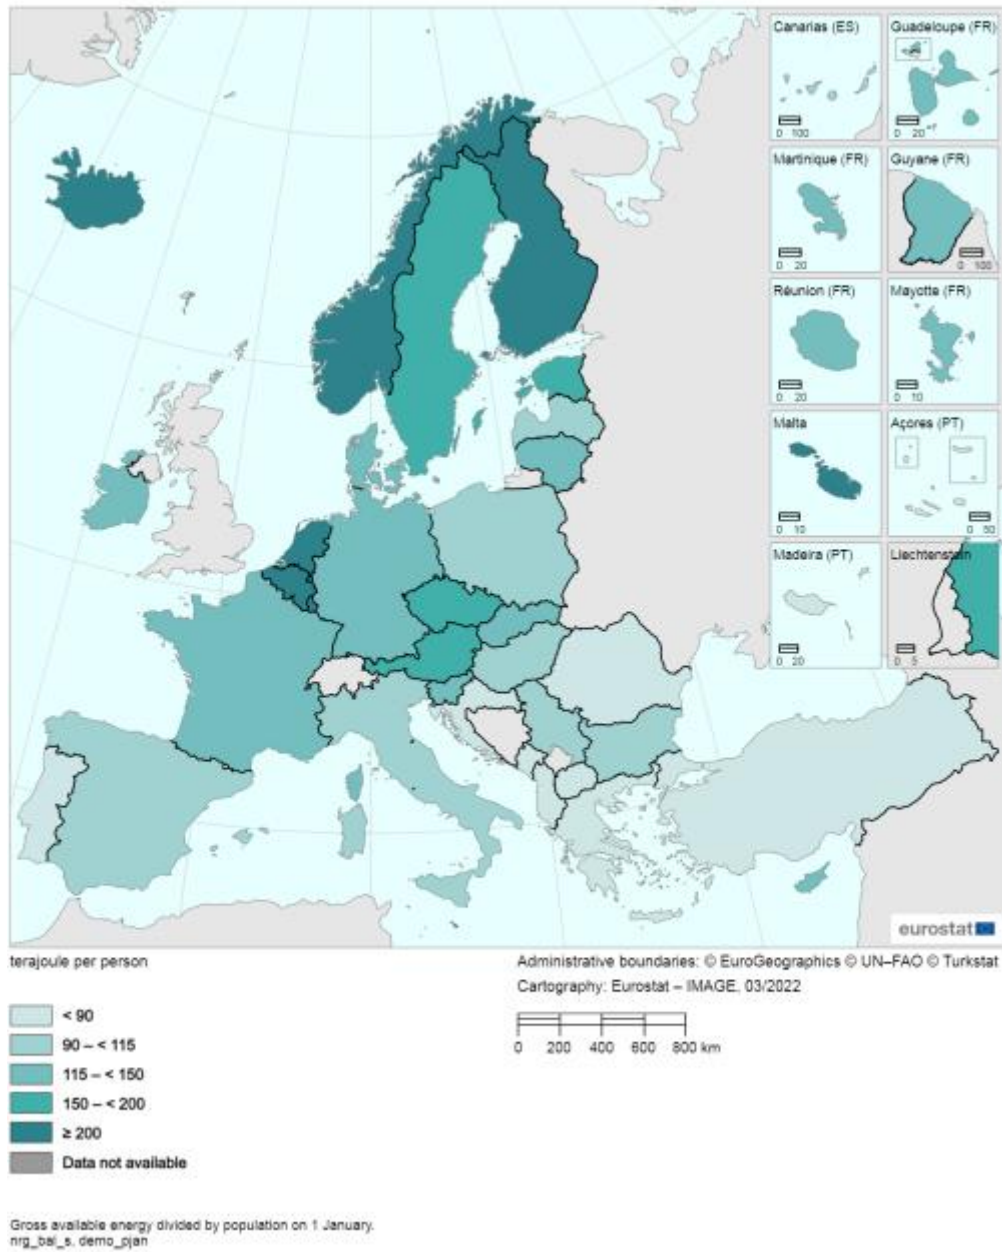 Canarias (ES)
0 100
Guadeloupe (FR)
0 20
Martinique (FR)
0 20
Guyane (FR)
0 100
Réunion (FR)
0 20
Mayotte (FR)
0 10
Malta
0 10
Açores (PT)
0 50
Madeira (PT)
0 20
Liechtenstein
0 5
eurostat
terajoule per person
Administrative boundaries: © EuroGeographics © UN–FAO © Turkstat
Cartography: Eurostat – IMAGE, 03/2022
< 90
90 – < 115
115 – < 150
150 – < 200
≥ 200
Data not available
0 200 400 600 800 km
Gross available energy divided by population on 1 January.
nrg_bal_s, demo_pjan